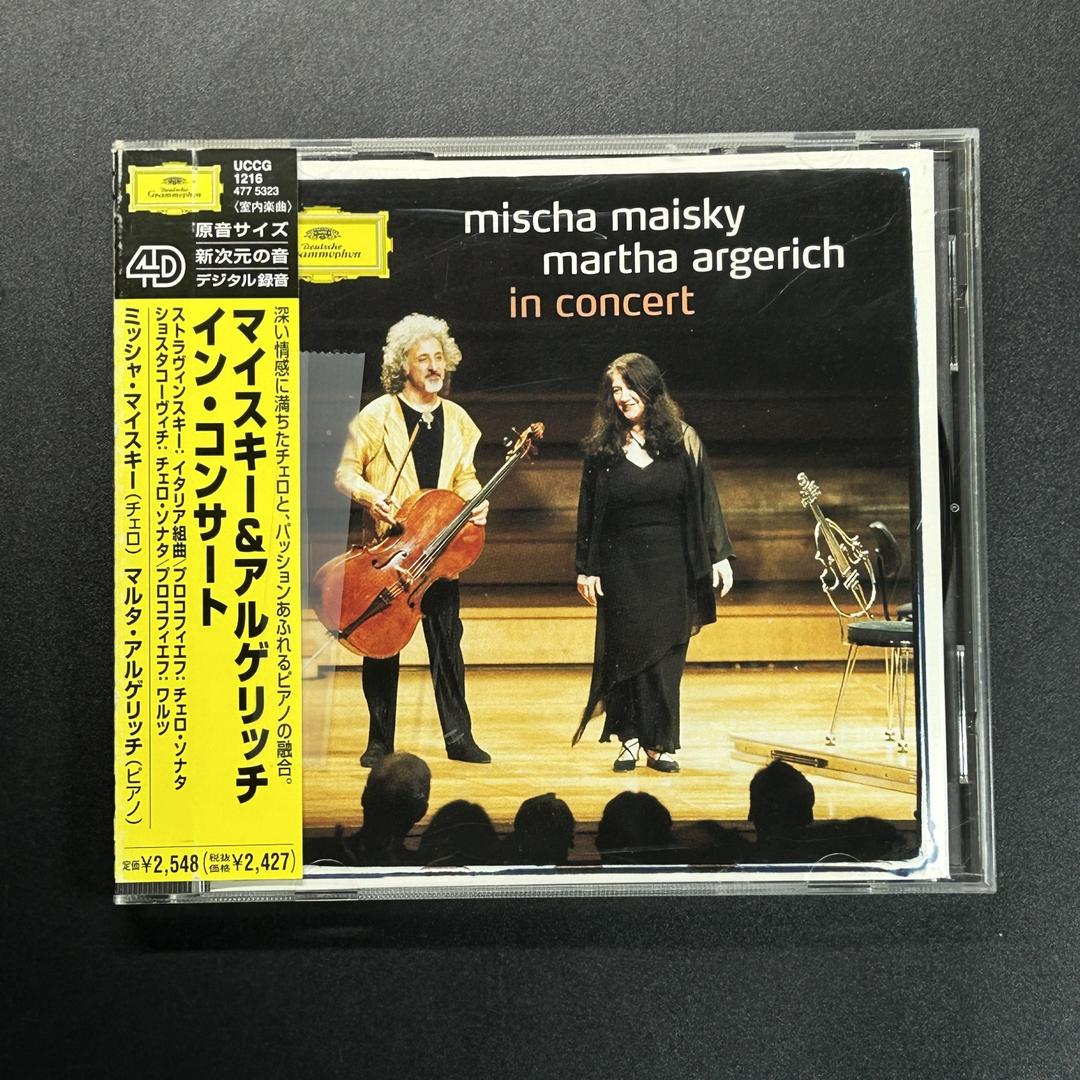 Deutsche
Grammophon
UCCG
1216
477 5323
〈室内楽曲〉
4D
原音サイズ
新次元の音
デジタル録音
深い情感に満ちたチェロと、パッションあふれるピアノの融合。
マイスキー&アルゲリッチ
イン・コンサート
ストラヴィンスキー:イタリア組曲/プロコフィエフ:チェロ・ソナタ
ショスタコーヴィチ:チェロ・ソナタ/プロコフィエフ:ワルツ
ミッシャ・マイスキー(チェロ) マルタ・アルゲリッチ(ピアノ)
定価¥2,548(税抜価格¥2,427)
Deutsche
ammophon
mischa maisky
martha argerich
in concert